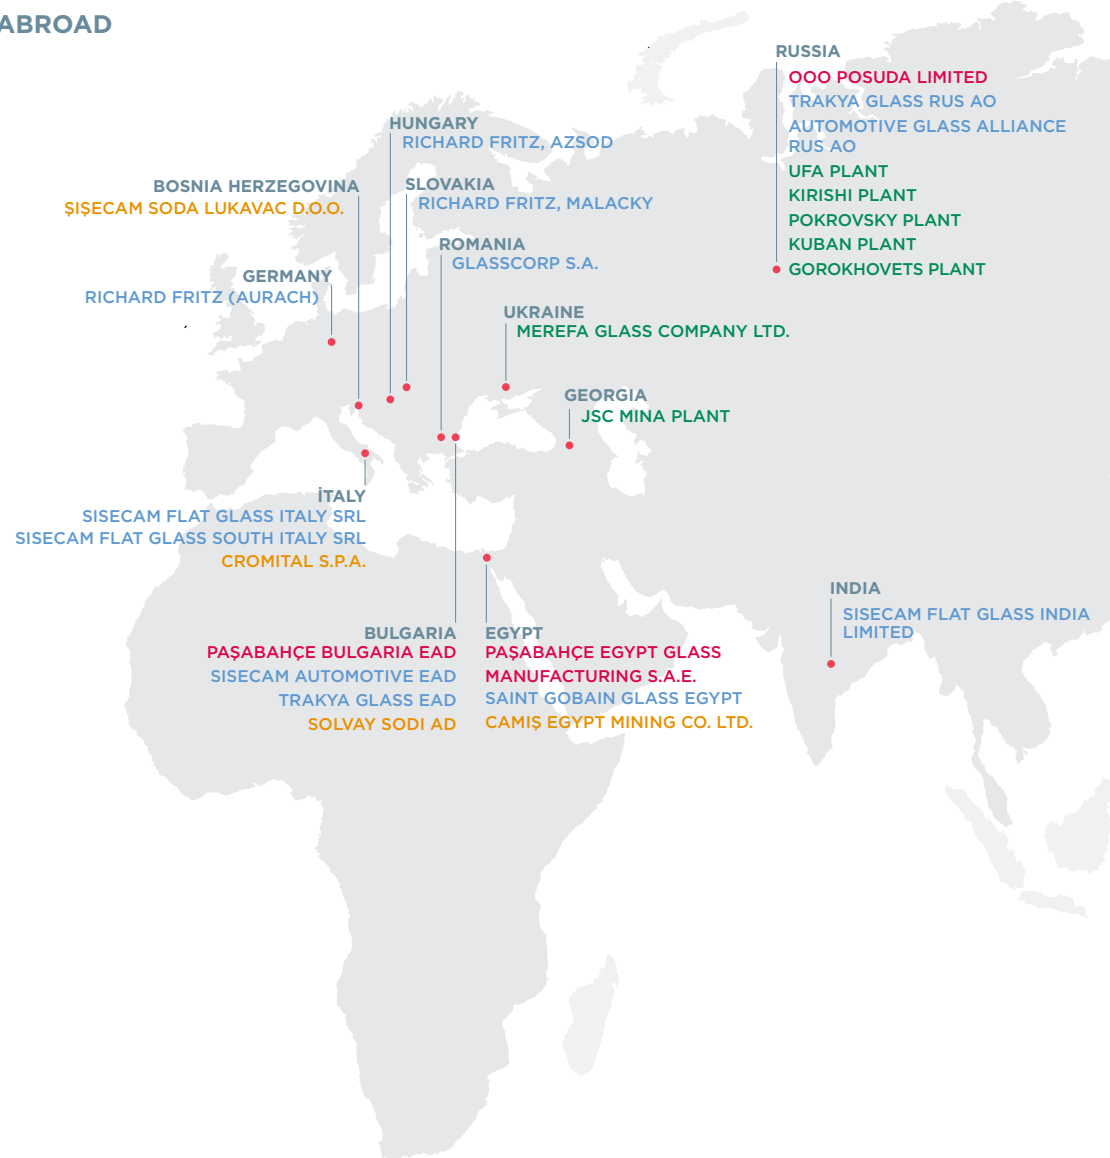 ABROAD
RUSSIA
OOO POSUDA LIMITED
TRAKYA GLASS RUS AO
AUTOMOTIVE GLASS ALLIANCE
RUS AO
UFA PLANT
KIRISHI PLANT
POKROVSKY PLANT
KUBAN PLANT
GOROKHOVETS PLANT
HUNGARY
RICHARD FRITZ, AZSOD
BOSNIA HERZEGOVINA
ŞIŞECAM SODA LUKAVAC D.O.O.
SLOVAKIA
RICHARD FRITZ, MALACKY
ROMANIA
GLASSCORP S.A.
GERMANY
RICHARD FRITZ (AURACH)
UKRAINE
MEREFA GLASS COMPANY LTD.
GEORGIA
JSC MINA PLANT
İTALY
SISECAM FLAT GLASS ITALY SRL
SISECAM FLAT GLASS SOUTH ITALY SRL
CROMITAL S.P.A.
INDIA
SISECAM FLAT GLASS INDIA
LIMITED
BULGARIA
PAŞABAHÇE BULGARIA EAD
SISECAM AUTOMOTIVE EAD
TRAKYA GLASS EAD
SOLVAY SODI AD
EGYPT
PAŞABAHÇE EGYPT GLASS
MANUFACTURING S.A.E.
SAINT GOBAIN GLASS EGYPT
CAMIŞ EGYPT MINING CO. LTD.